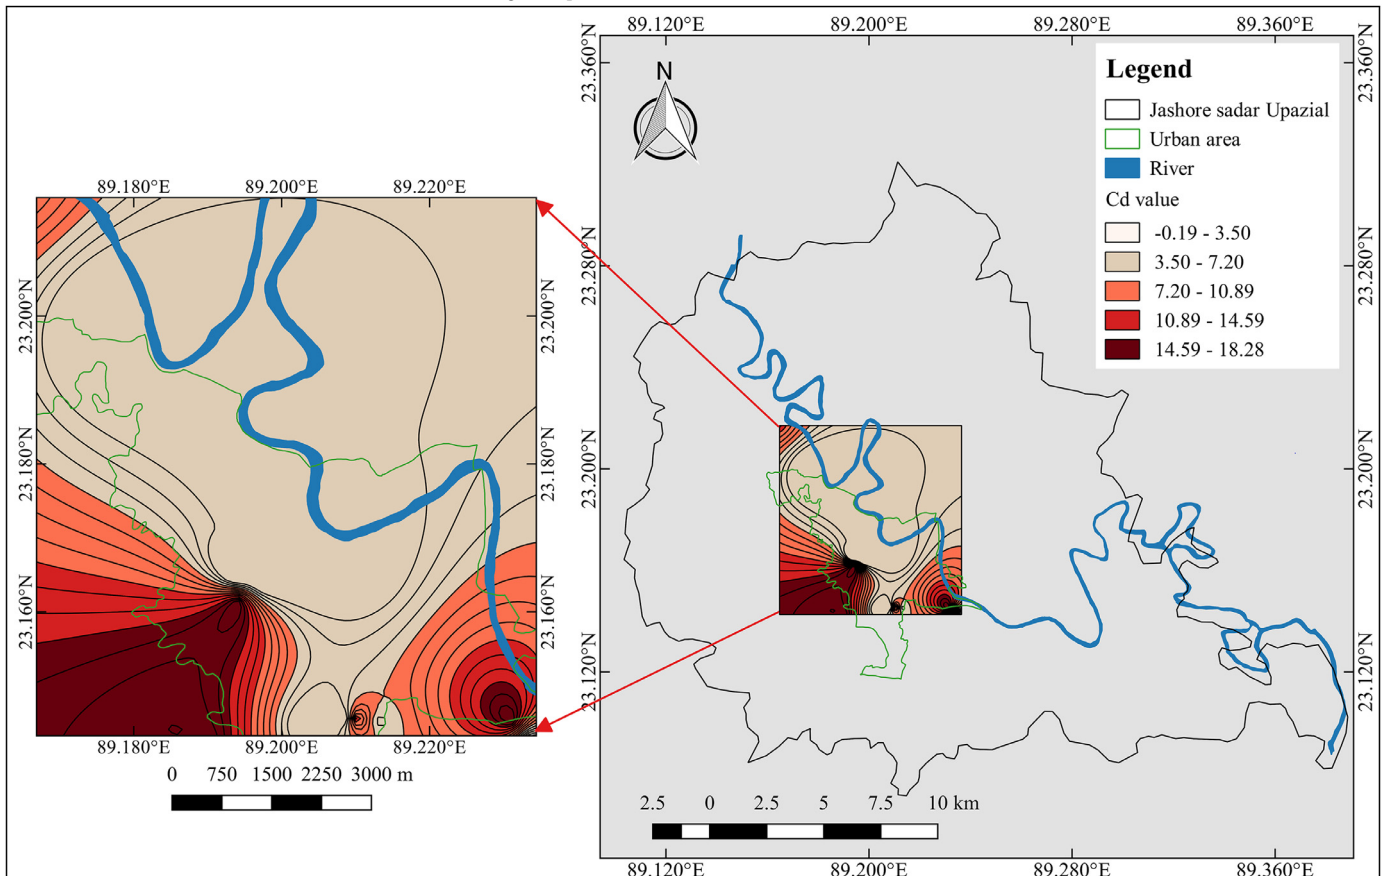 89.120°E 89.200°E 89.280°E 89.360°E
23.360°N
23.360°N
N
Legend
Jashore sadar Upazial
Urban area
River
Cd value
-0.19 - 3.50
3.50 - 7.20
7.20 - 10.89
10.89 - 14.59
14.59 - 18.28
89.180°E 89.200°E 89.220°E
23.280°N
23.280°N
23.200°N
23.200°N
23.200°N
23.200°N
23.180°N
23.180°N
23.160°N
23.160°N
23.120°N
23.120°N
89.180°E 89.200°E 89.220°E
0 750 1500 2250 3000 m
2.5 0 2.5 5 7.5 10 km
89.120°E 89.200°E 89.280°E 89.360°E